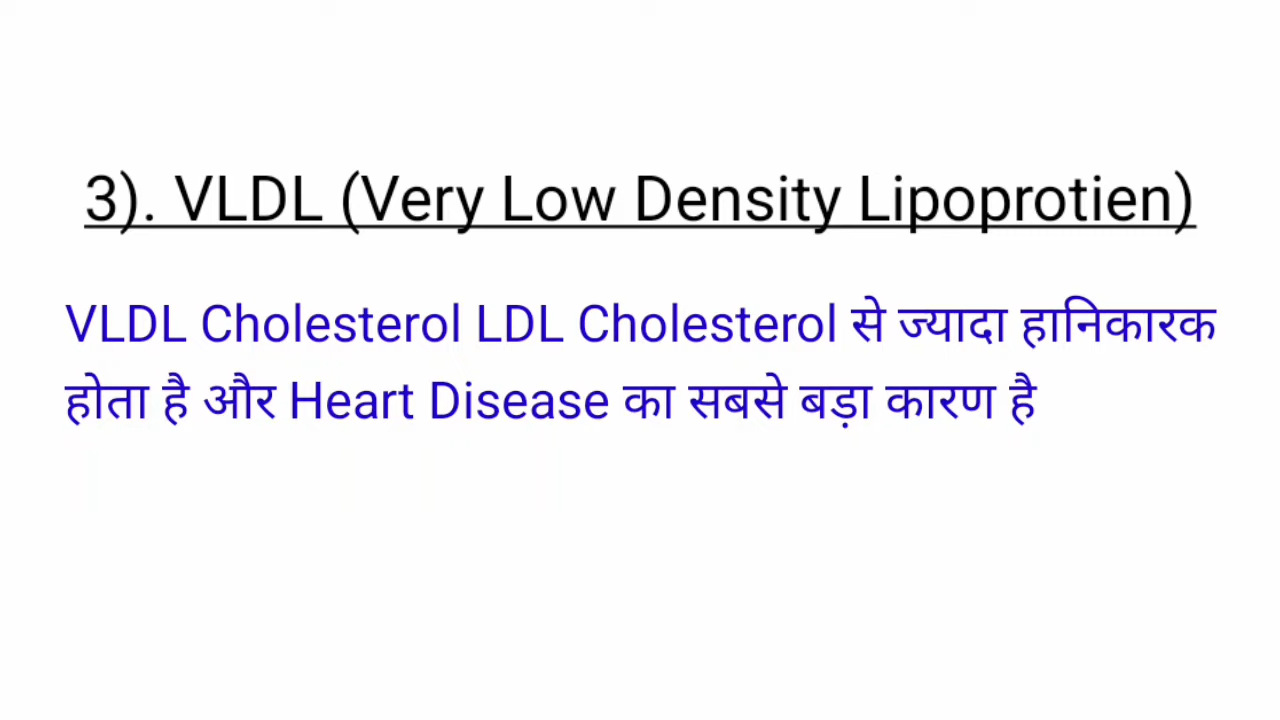 3). VLDL (Very Low Density Lipoprotien)
VLDL Cholesterol LDL Cholesterol से ज्यादा हानिकारक
होता है और Heart Disease का सबसे बड़ा कारण है